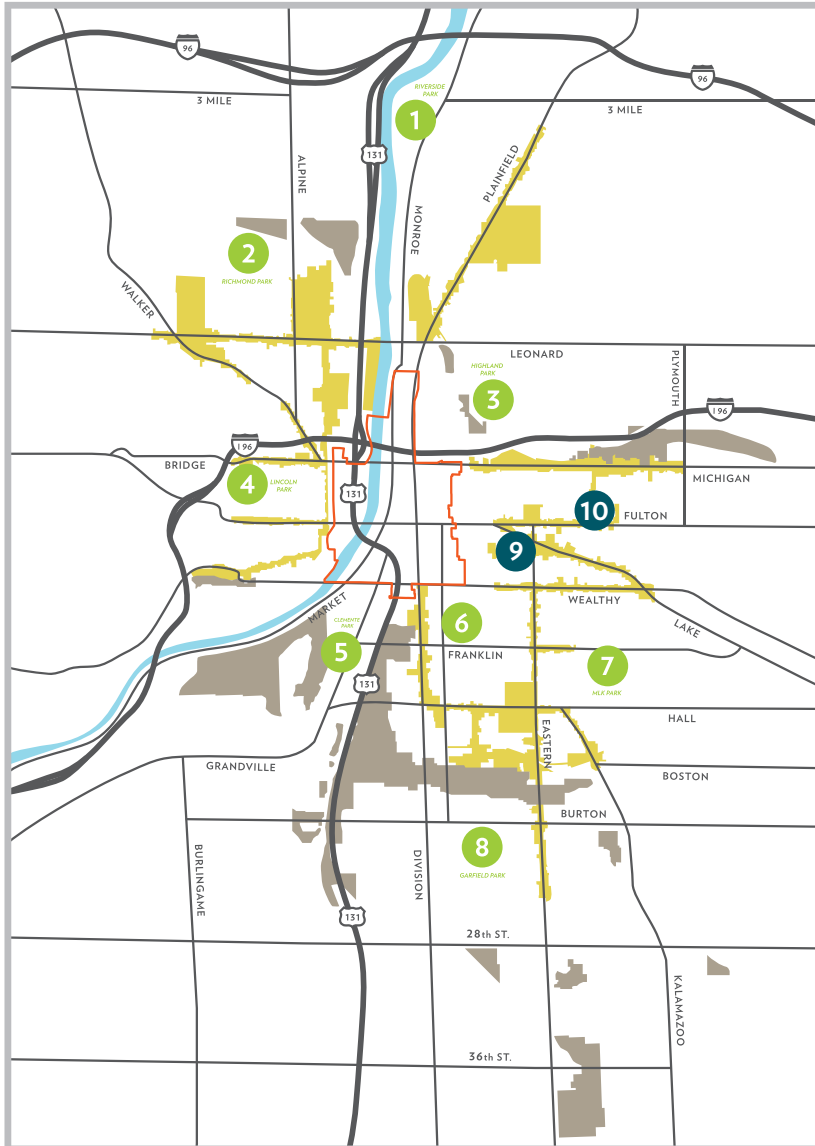 96
96
RIVERSIDE
PARK
1
3 MILE
3 MILE
131
ALPINE
PLAINFIELD
MONROE
2
RICHMOND PARK
WALKER
LEONARD
PLYMOUTH
HIGHLAND
PARK
3
I 96
I 96
BRIDGE
4
LINCOLN
PARK
131
MICHIGAN
10
FULTON
9
WEALTHY
MARKET
CLEMENTE
PARK
5
6
FRANKLIN
LAKE
7
MLK PARK
131
HALL
EASTERN
GRANDVILLE
BOSTON
BURTON
BURLINGAME
DIVISION
8
GARFIELD PARK
131
28th ST.
KALAMAZOO
36th ST.